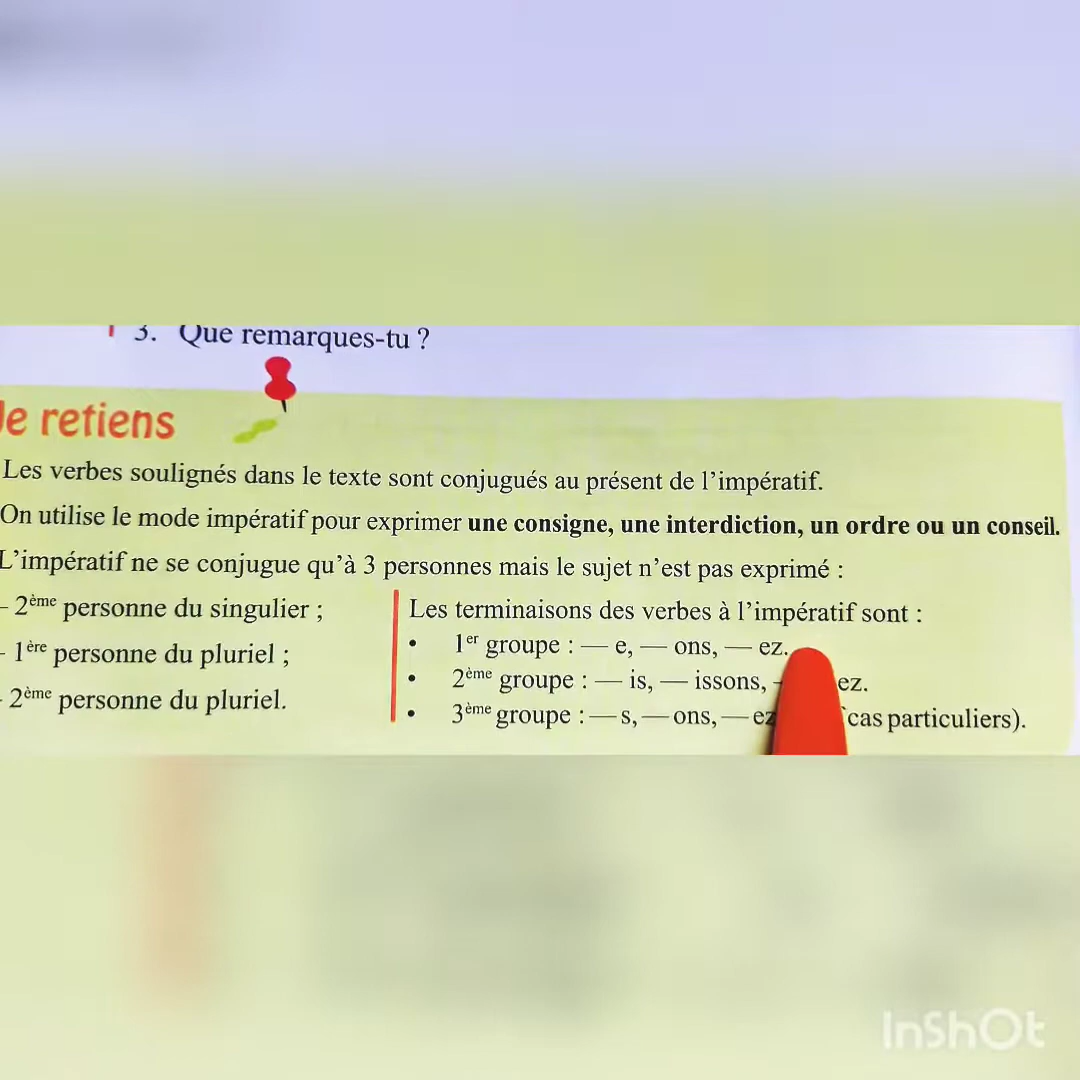 3. Que remarques-tu ?
Je retiens
Les verbes soulignés dans le texte sont conjugués au présent de l'impératif.
On utilise le mode impératif pour exprimer une consigne, une interdiction, un ordre ou un conseil.
L'impératif ne se conjugue qu'à 3 personnes mais le sujet n'est pas exprimé :
– 2ème personne du singulier ;
- 1ère personne du pluriel ;
- 2ème personne du pluriel.
Les terminaisons des verbes à l'impératif sont :
• 1er groupe : — e, — ons, — ez.
• 2ème groupe : — is, — issons, ez.
• 3ème groupe : — s, — ons, — ez cas particuliers).
InShOt